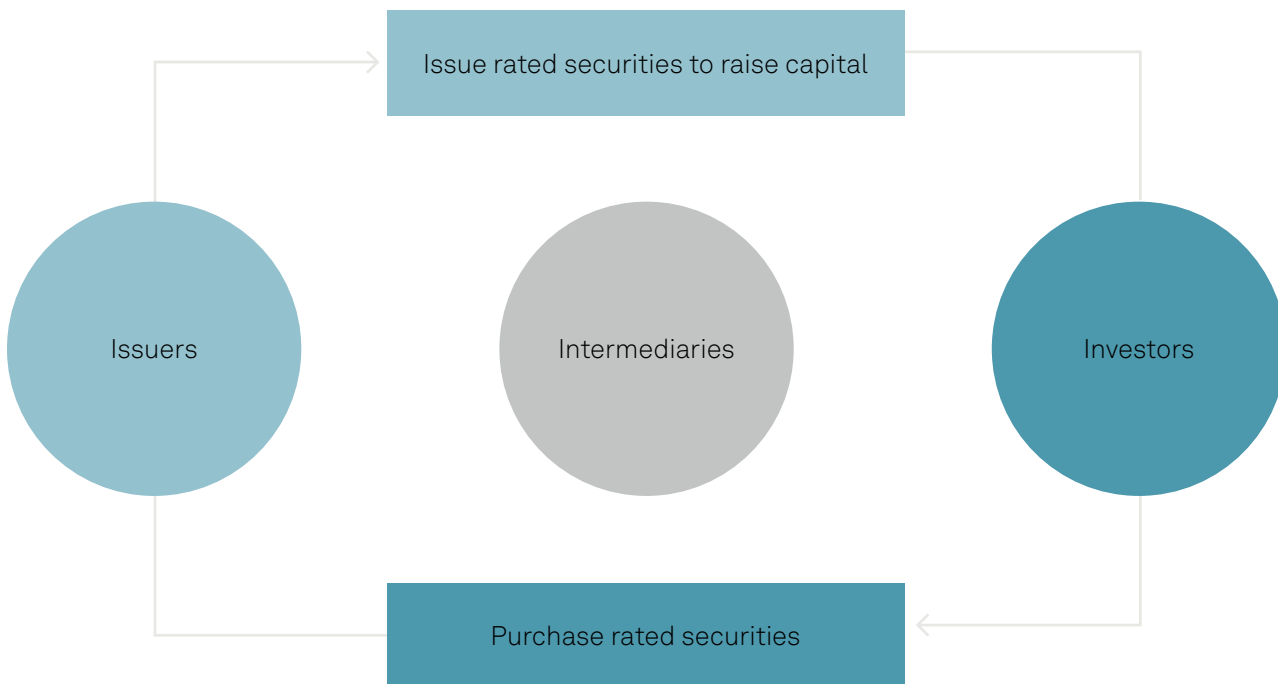 Issue rated securities to raise capital
Issuers
Intermediaries
Investors
Purchase rated securities